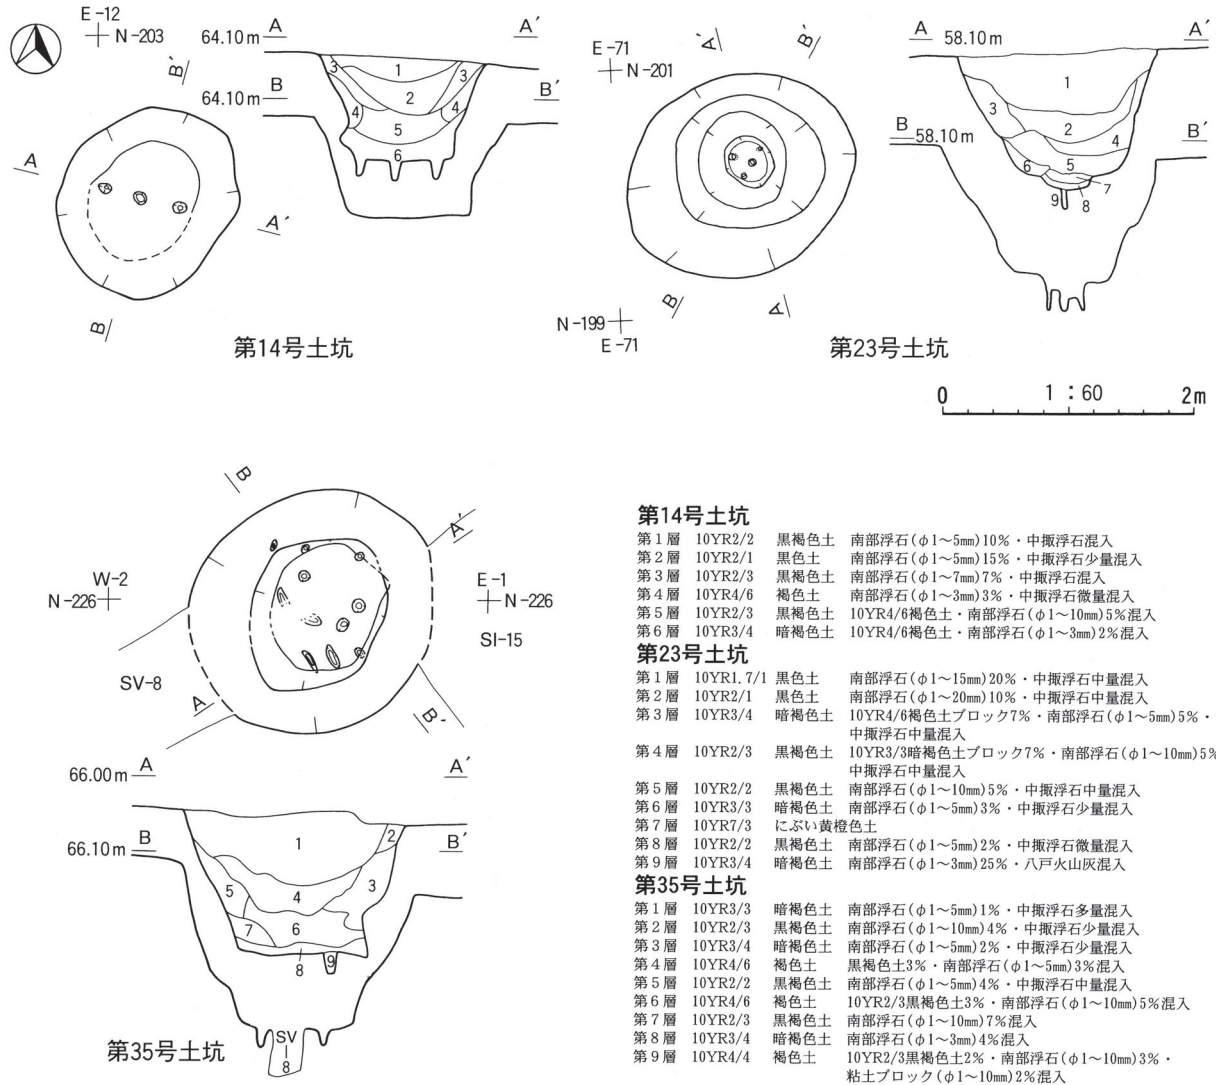 E-12
N-203
A
A
A′
B
B′
64.10m
A
A′
64.10m
B
B′
1
2
3
3
4
4
5
6
第14号土坑
E-71
N-201
A
A′
B
B′
N-199
E-71
A
58.10m
A′
B
58.10m
B′
1
2
3
4
5
6
7
8
9
第23号土坑
0
1:60
2m
B
A′
W-2
N-226
E-1
N-226
SI-15
SV-8
A
B′
66.00m
A
A′
66.10m
B
B′
1
2
3
4
5
6
7
8
9
SV-8
第35号土坑
第14号土坑
第1層 10YR2/2 黒褐色土 南部浮石(φ1〜5㎜)10%・中掫浮石混入
第2層 10YR2/1 黒色土 南部浮石(φ1〜5㎜)15%・中掫浮石少量混入
第3層 10YR2/3 黒褐色土 南部浮石(φ1〜7㎜)7%・中掫浮石混入
第4層 10YR4/6 褐色土 南部浮石(φ1〜3㎜)3%・中掫浮石微量混入
第5層 10YR2/3 黒褐色土 10YR4/6褐色土・南部浮石(φ1〜10㎜)5%混入
第6層 10YR3/4 暗褐色土 10YR4/6褐色土・南部浮石(φ1〜3㎜)2%混入
第23号土坑
第1層 10YR1.7/1 黒色土 南部浮石(φ1〜15㎜)20%・中掫浮石中量混入
第2層 10YR2/1 黒色土 南部浮石(φ1〜20㎜)10%・中掫浮石中量混入
第3層 10YR3/4 暗褐色土 10YR4/6褐色土ブロック7%・南部浮石(φ1〜5㎜)5%・
中掫浮石中量混入
第4層 10YR2/3 黒褐色土 10YR3/3暗褐色土ブロック7%・南部浮石(φ1〜10㎜)5%
中掫浮石中量混入
第5層 10YR2/2 黒褐色土 南部浮石(φ1〜10㎜)5%・中掫浮石中量混入
第6層 10YR3/3 暗褐色土 南部浮石(φ1〜5㎜)3%・中掫浮石少量混入
第7層 10YR7/3 にぶい黄橙色土
第8層 10YR2/2 黒褐色土 南部浮石(φ1〜5㎜)2%・中掫浮石微量混入
第9層 10YR3/4 暗褐色土 南部浮石(φ1〜3㎜)25%・八戸火山灰混入
第35号土坑
第1層 10YR3/3 暗褐色土 南部浮石(φ1〜5㎜)1%・中掫浮石多量混入
第2層 10YR2/3 黒褐色土 南部浮石(φ1〜10㎜)4%・中掫浮石少量混入
第3層 10YR3/4 暗褐色土 南部浮石(φ1〜5㎜)2%・中掫浮石少量混入
第4層 10YR4/6 褐色土 黒褐色土3%・南部浮石(φ1〜5㎜)3%混入
第5層 10YR2/2 黒褐色土 南部浮石(φ1〜5㎜)4%・中掫浮石中量混入
第6層 10YR4/6 褐色土 10YR2/3黒褐色土3%・南部浮石(φ1〜10㎜)5%混入
第7層 10YR2/3 黒褐色土 南部浮石(φ1〜10㎜)7%混入
第8層 10YR3/4 暗褐色土 南部浮石(φ1〜3㎜)4%混入
第9層 10YR4/4 褐色土 10YR2/3黒褐色土2%・南部浮石(φ1〜10㎜)3%・
粘土ブロック(φ1〜10㎜)2%混入